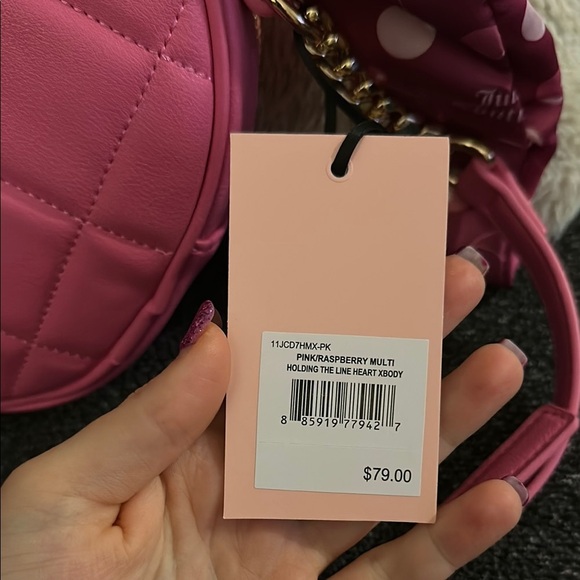 11JCD7HMX-PK
PINK/RASPBERRY MULTI
HOLDING THE LINE HEART XBODY
8 85919 77942 7
$79.00